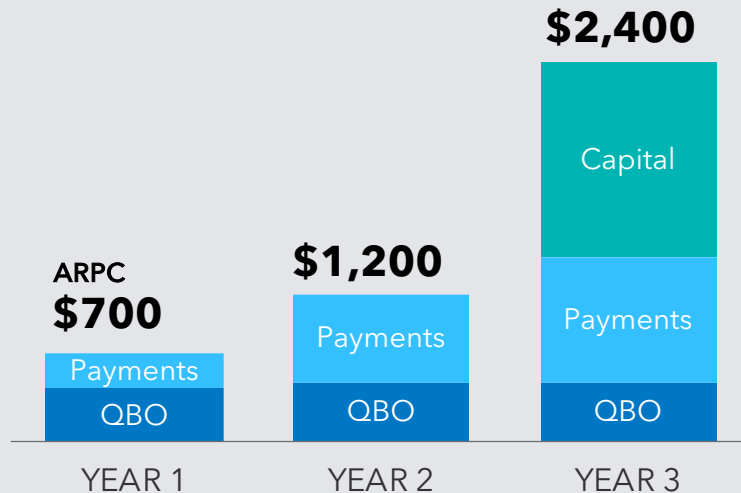 $2,400
Capital
ARPC
$700
$1,200
Payments
Payments
Payments
QBO
QBO
QBO
YEAR 1
YEAR 2
YEAR 3